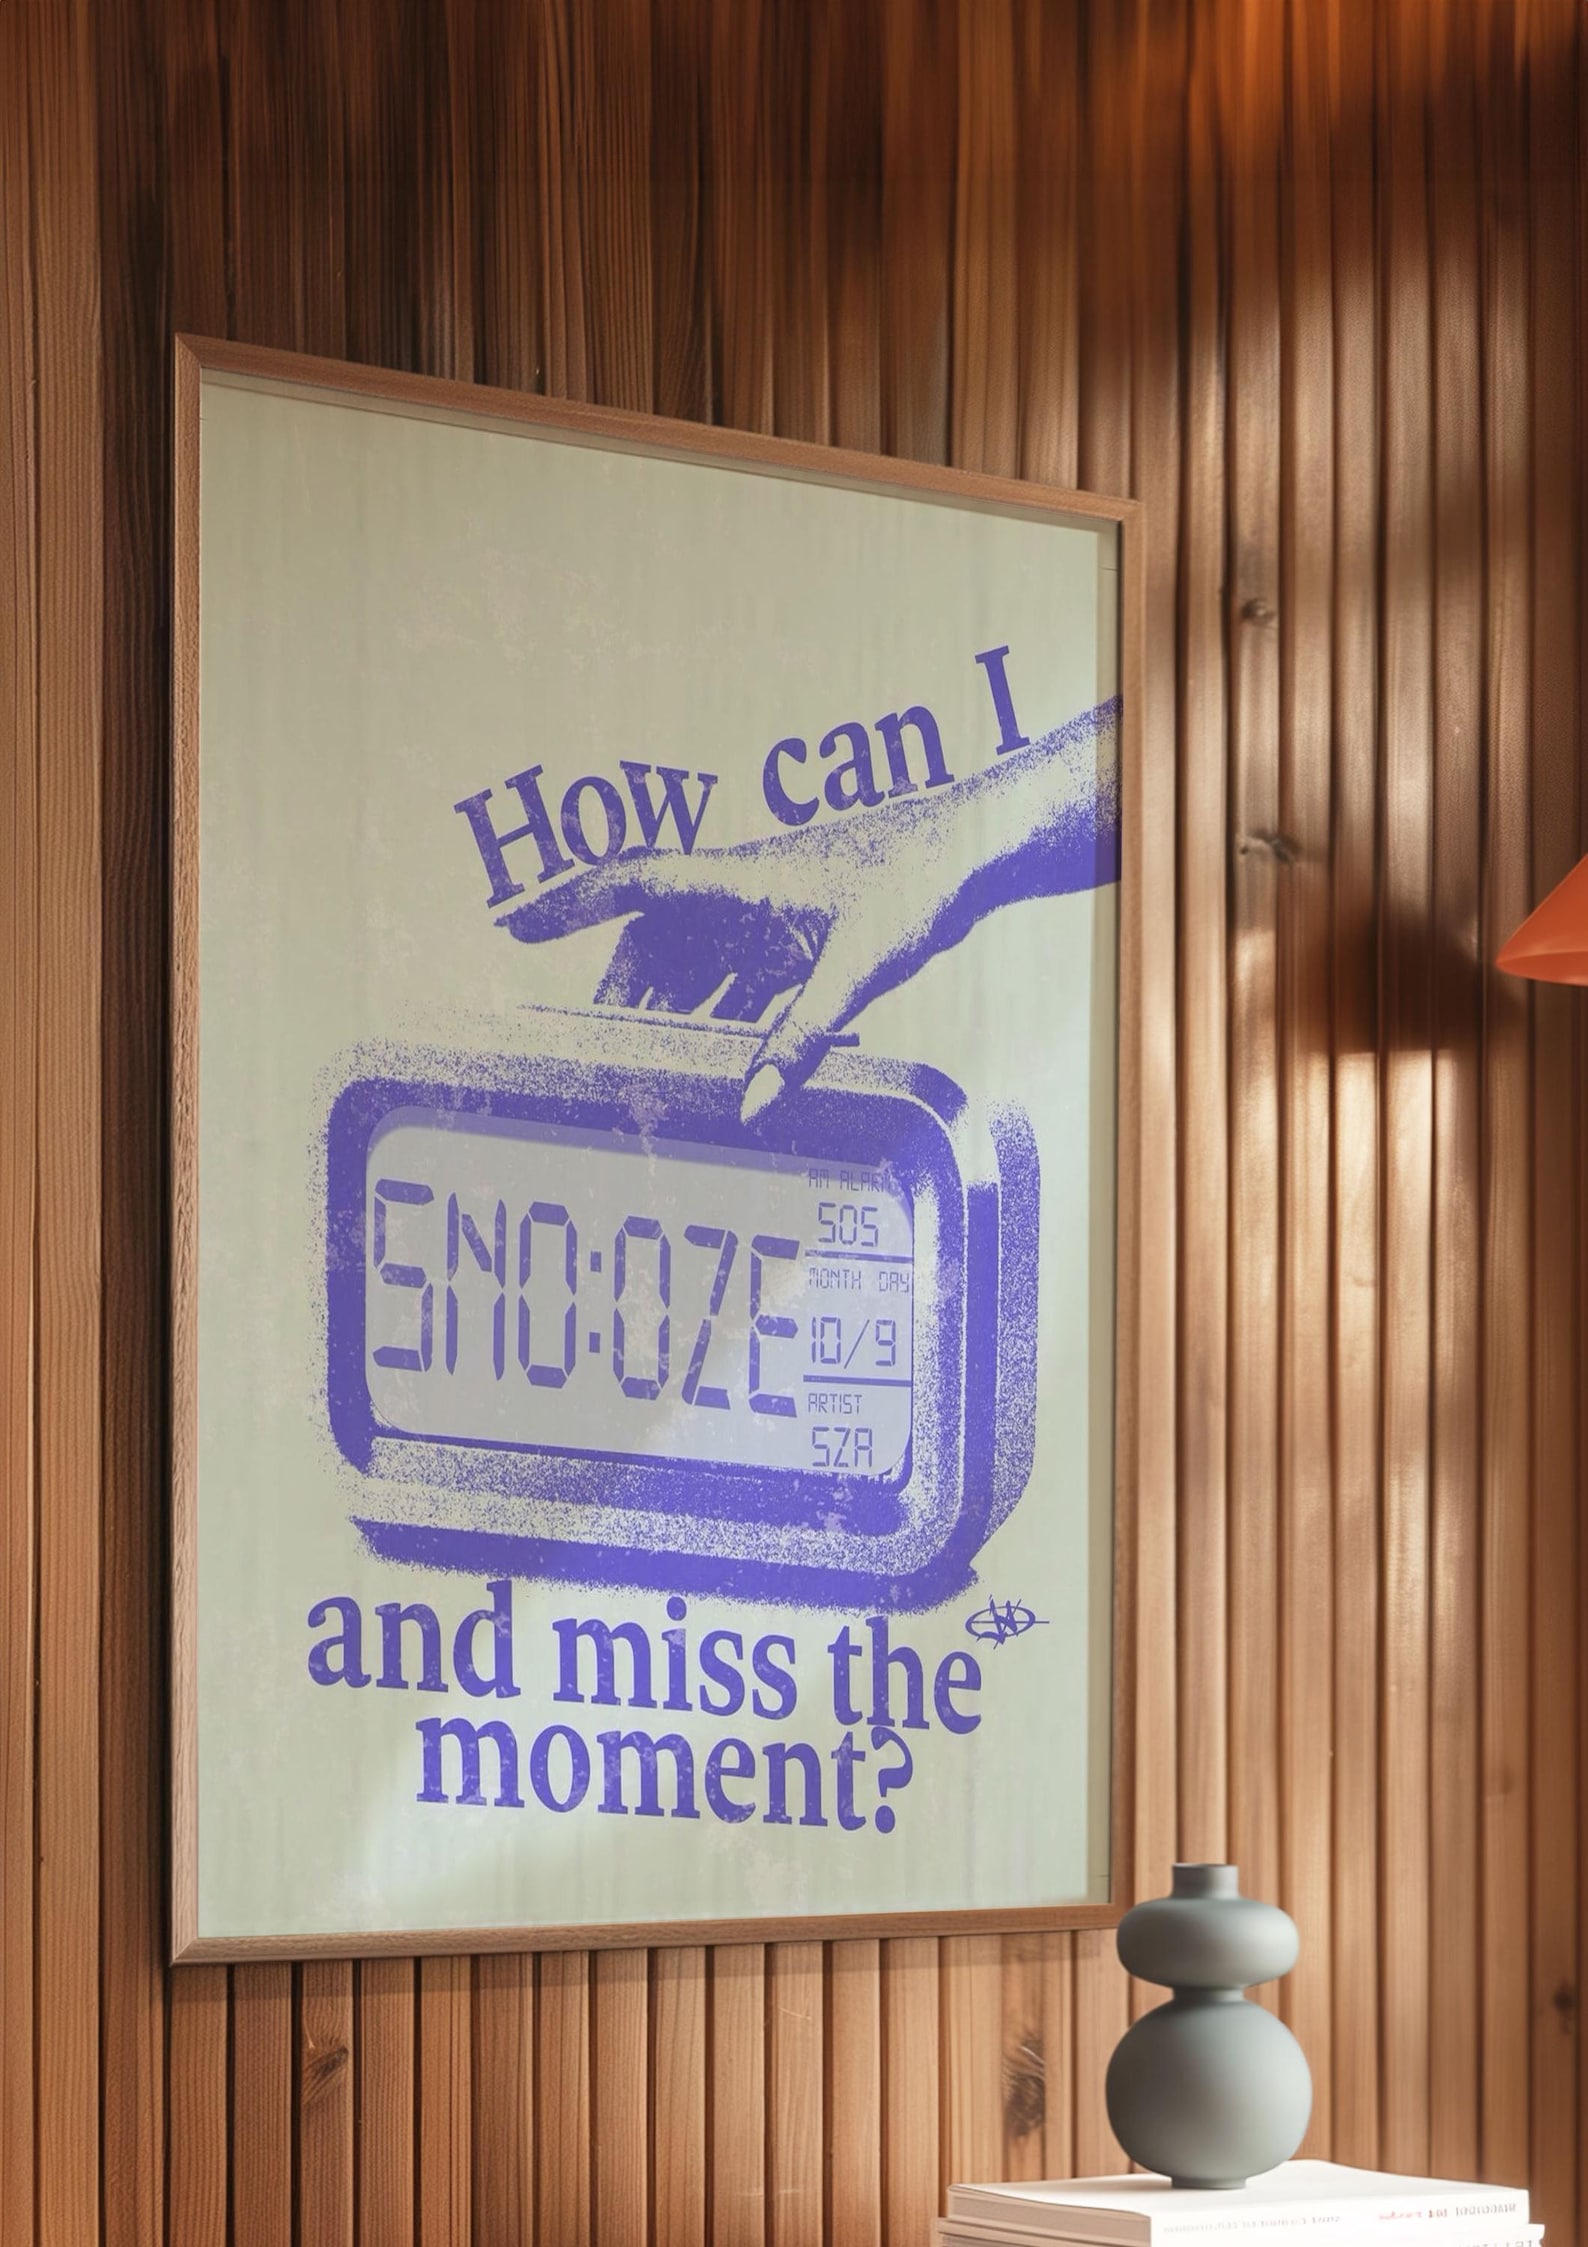 How can I
SNO:OZE
AM ALARM
SOS
MONTH DAY
10/9
ARTIST
SZA
and miss the
moment?